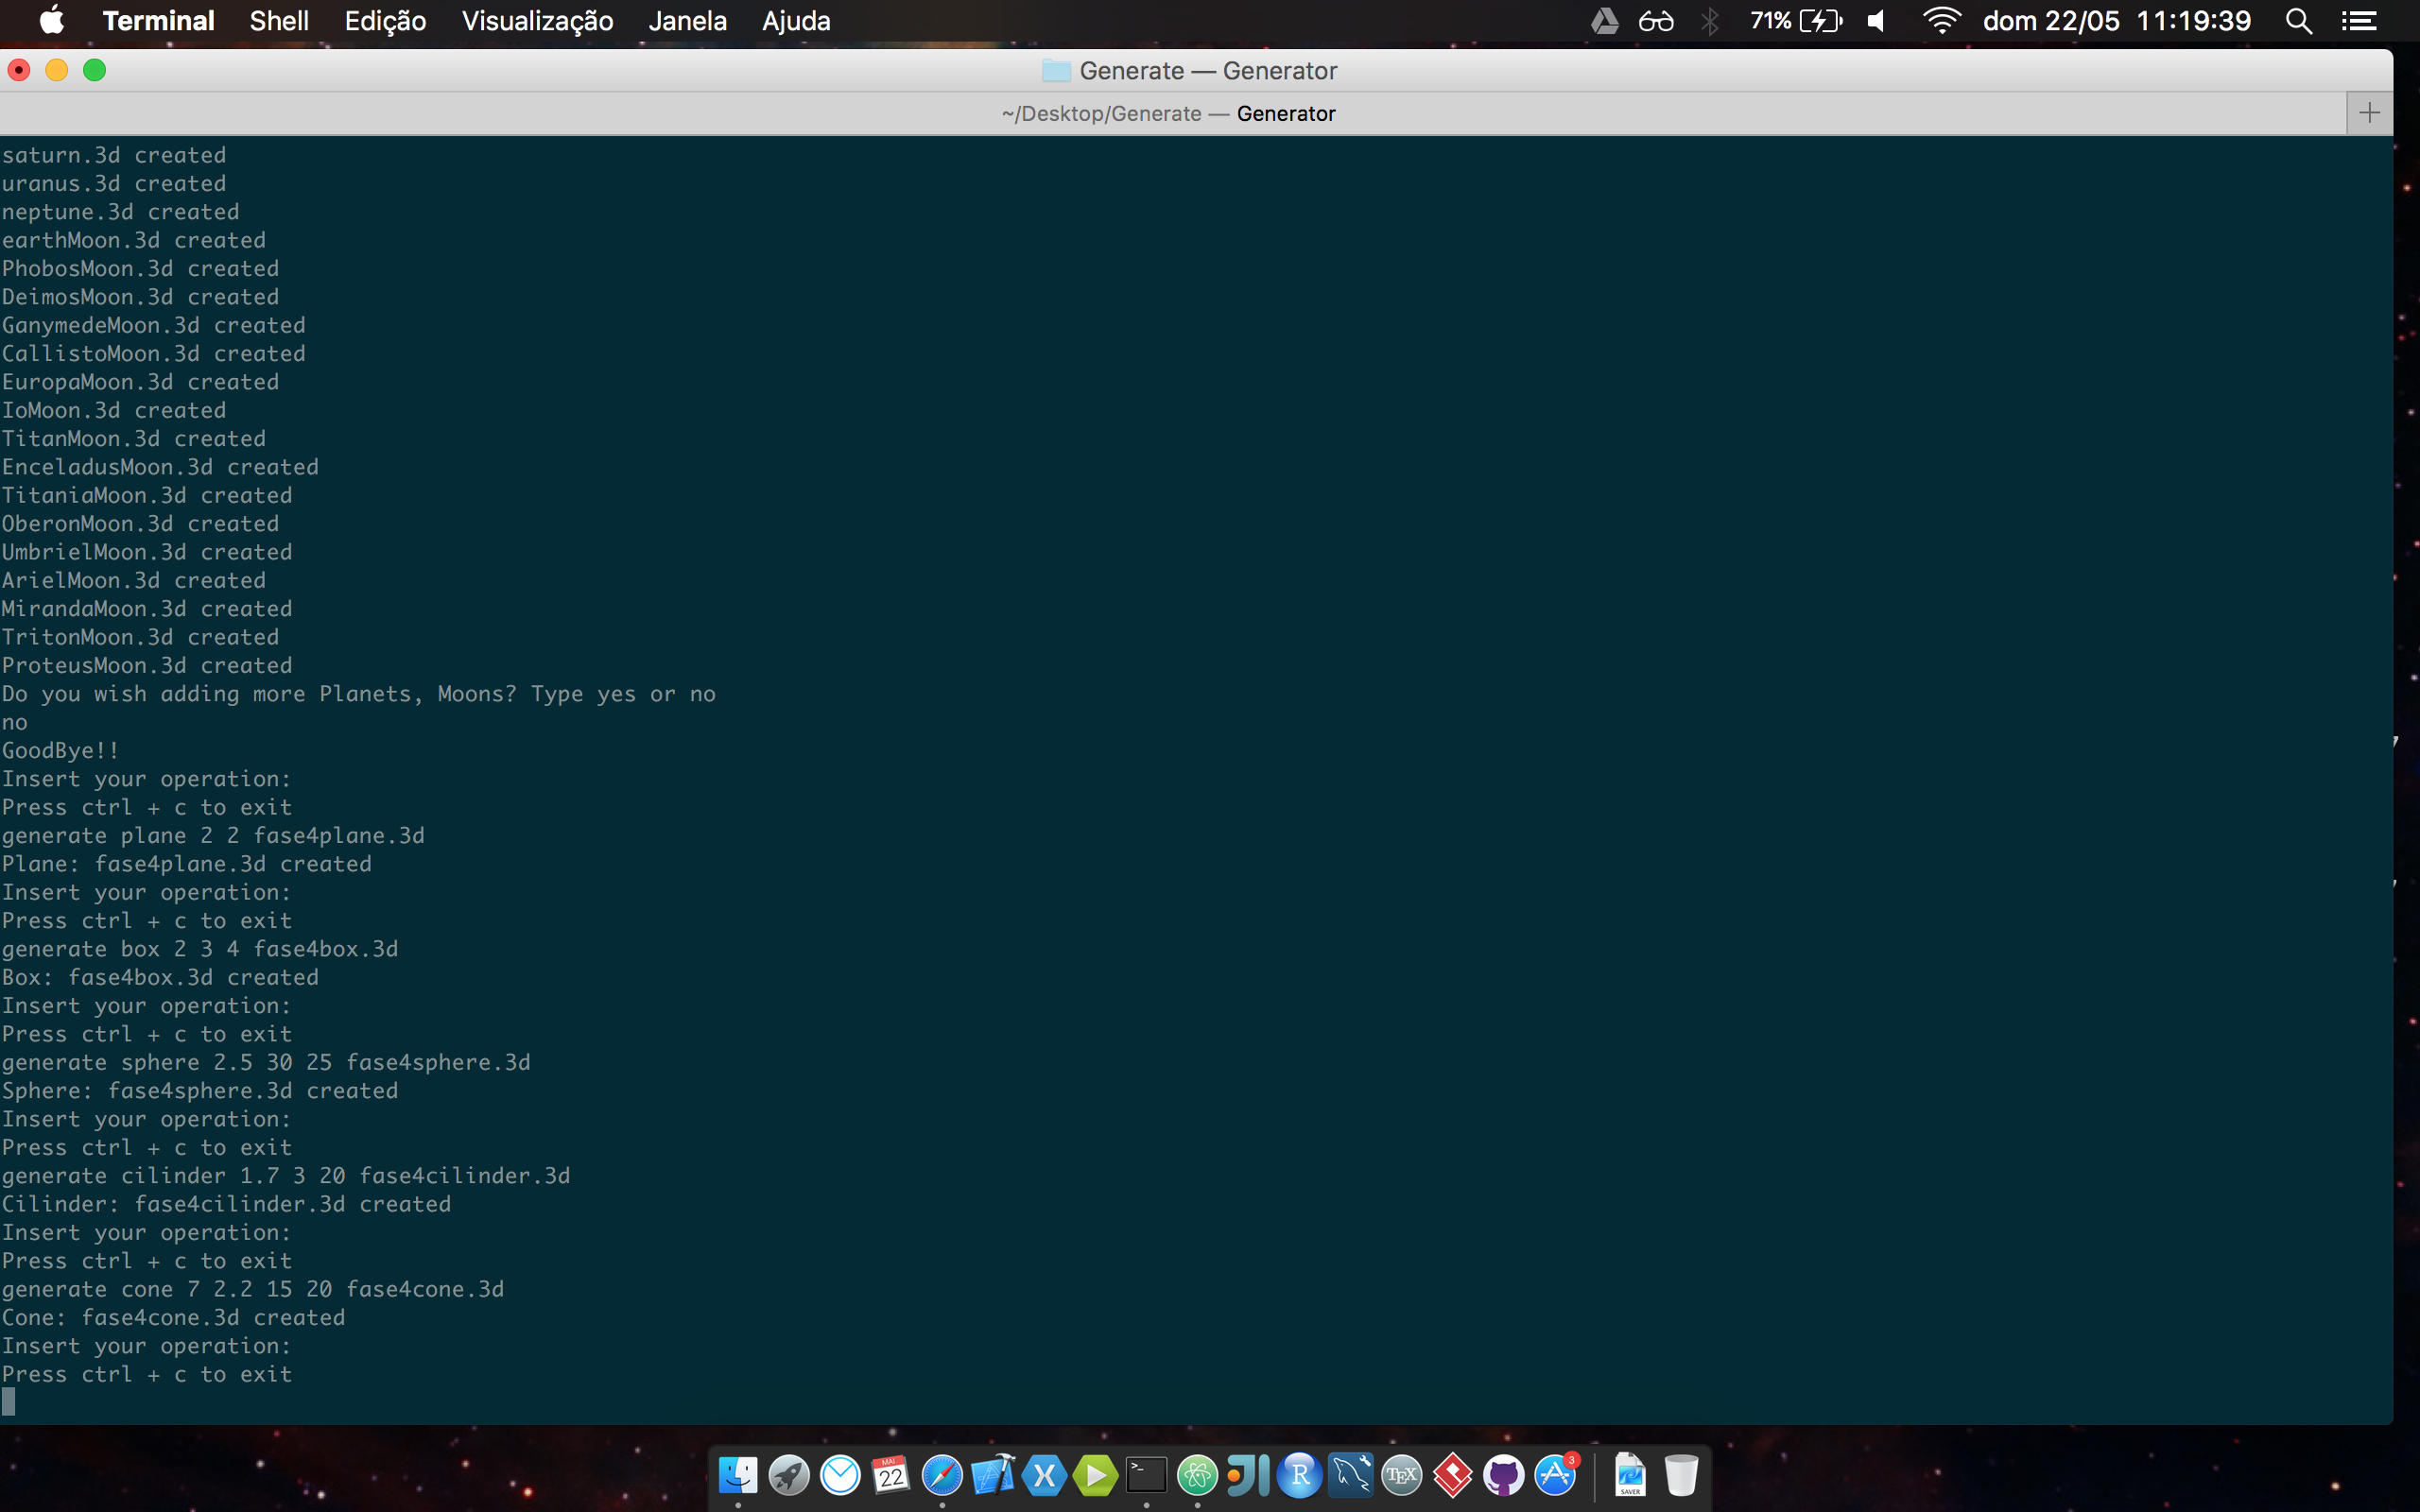 Terminal Shell Edição Visualização Janela Ajuda 71% dom 22/05 11:19:39
Generate — Generator
~/Desktop/Generate — Generator
saturn.3d created
uranus.3d created
neptune.3d created
earthMoon.3d created
PhobosMoon.3d created
DeimosMoon.3d created
GanymedeMoon.3d created
CallistoMoon.3d created
EuropaMoon.3d created
IoMoon.3d created
TitanMoon.3d created
EnceladusMoon.3d created
TitaniaMoon.3d created
OberonMoon.3d created
UmbrielMoon.3d created
ArielMoon.3d created
MirandaMoon.3d created
TritonMoon.3d created
ProteusMoon.3d created
Do you wish adding more Planets, Moons? Type yes or no
no
GoodBye!!
Insert your operation:
Press ctrl + c to exit
generate plane 2 2 fase4plane.3d
Plane: fase4plane.3d created
Insert your operation:
Press ctrl + c to exit
generate box 2 3 4 fase4box.3d
Box: fase4box.3d created
Insert your operation:
Press ctrl + c to exit
generate sphere 2.5 30 25 fase4sphere.3d
Sphere: fase4sphere.3d created
Insert your operation:
Press ctrl + c to exit
generate cilinder 1.7 3 20 fase4cilinder.3d
Cilinder: fase4cilinder.3d created
Insert your operation:
Press ctrl + c to exit
generate cone 7 2.2 15 20 fase4cone.3d
Cone: fase4cone.3d created
Insert your operation:
Press ctrl + c to exit
MAI
22
X
>_
R
TEX
3
SAVER